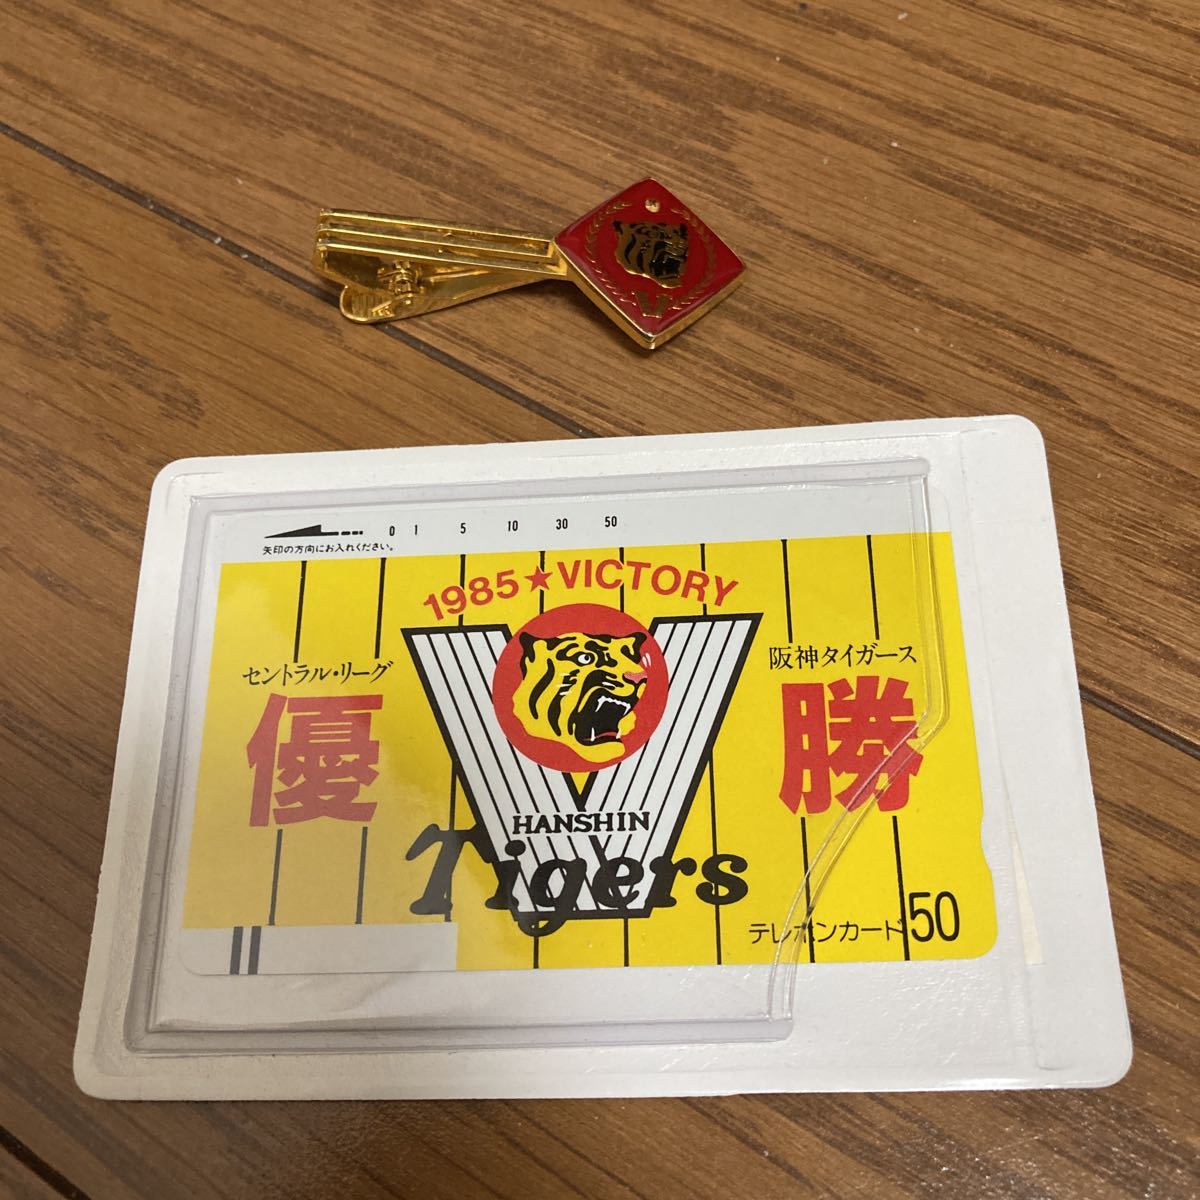 0 1 5 10 30 50
矢印の方向にお入れください。
1985★VICTORY
セントラル・リーグ
優
阪神タイガース
勝
HANSHIN
Tigers
テレホンカード50
V